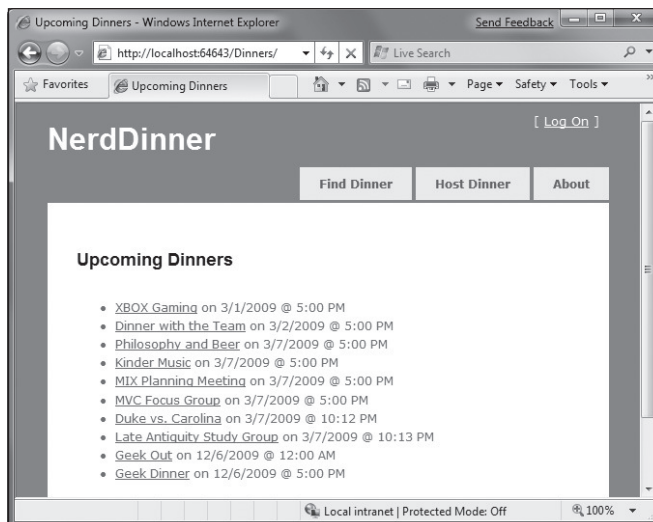 Upcoming Dinners - Windows Internet Explorer
Send Feedback
http://localhost:64643/Dinners/
Live Search
Favorites
Upcoming Dinners
Page
Safety
Tools
[ Log On ]
NerdDinner
Find Dinner
Host Dinner
About
Upcoming Dinners
• XBOX Gaming on 3/1/2009 @ 5:00 PM
• Dinner with the Team on 3/2/2009 @ 5:00 PM
• Philosophy and Beer on 3/7/2009 @ 5:00 PM
• Kinder Music on 3/7/2009 @ 5:00 PM
• MIX Planning Meeting on 3/7/2009 @ 5:00 PM
• MVC Focus Group on 3/7/2009 @ 5:00 PM
• Duke vs. Carolina on 3/7/2009 @ 10:12 PM
• Late Antiquity Study Group on 3/7/2009 @ 10:13 PM
• Geek Out on 12/6/2009 @ 12:00 AM
• Geek Dinner on 12/6/2009 @ 5:00 PM
Local intranet | Protected Mode: Off
100%